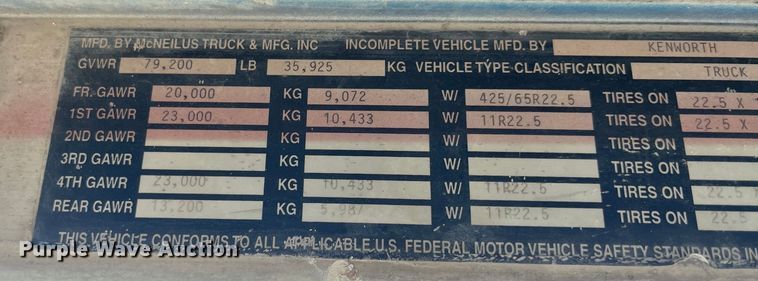 MFD. BY McNEILUS TRUCK & MFG. INC INCOMPLETE VEHICLE MFD. BY KENWORTH
GVWR 79,200 LB 35,925 KG VEHICLE TYPE CLASSIFICATION TRUCK
FR. GAWR 20,000 KG 9,072 W/ 425/65R22.5 TIRES ON 22.5 X
1ST GAWR 23,000 KG 10,433 W/ 11R22.5 TIRES ON 22.5 X
2ND GAWR KG W/ TIRES ON
3RD GAWR KG W/ TIRES ON
4TH GAWR 23,000 KG 10,433 W/ 11R22.5 TIRES ON 22.5
REAR GAWR 13,200 KG 5,987 W/ 11R22.5 TIRES ON 22.5
THIS VEHICLE CONFORMS TO ALL APPLICABLE U.S. FEDERAL MOTOR VEHICLE SAFETY STANDARDS IN
Purple Wave Auction